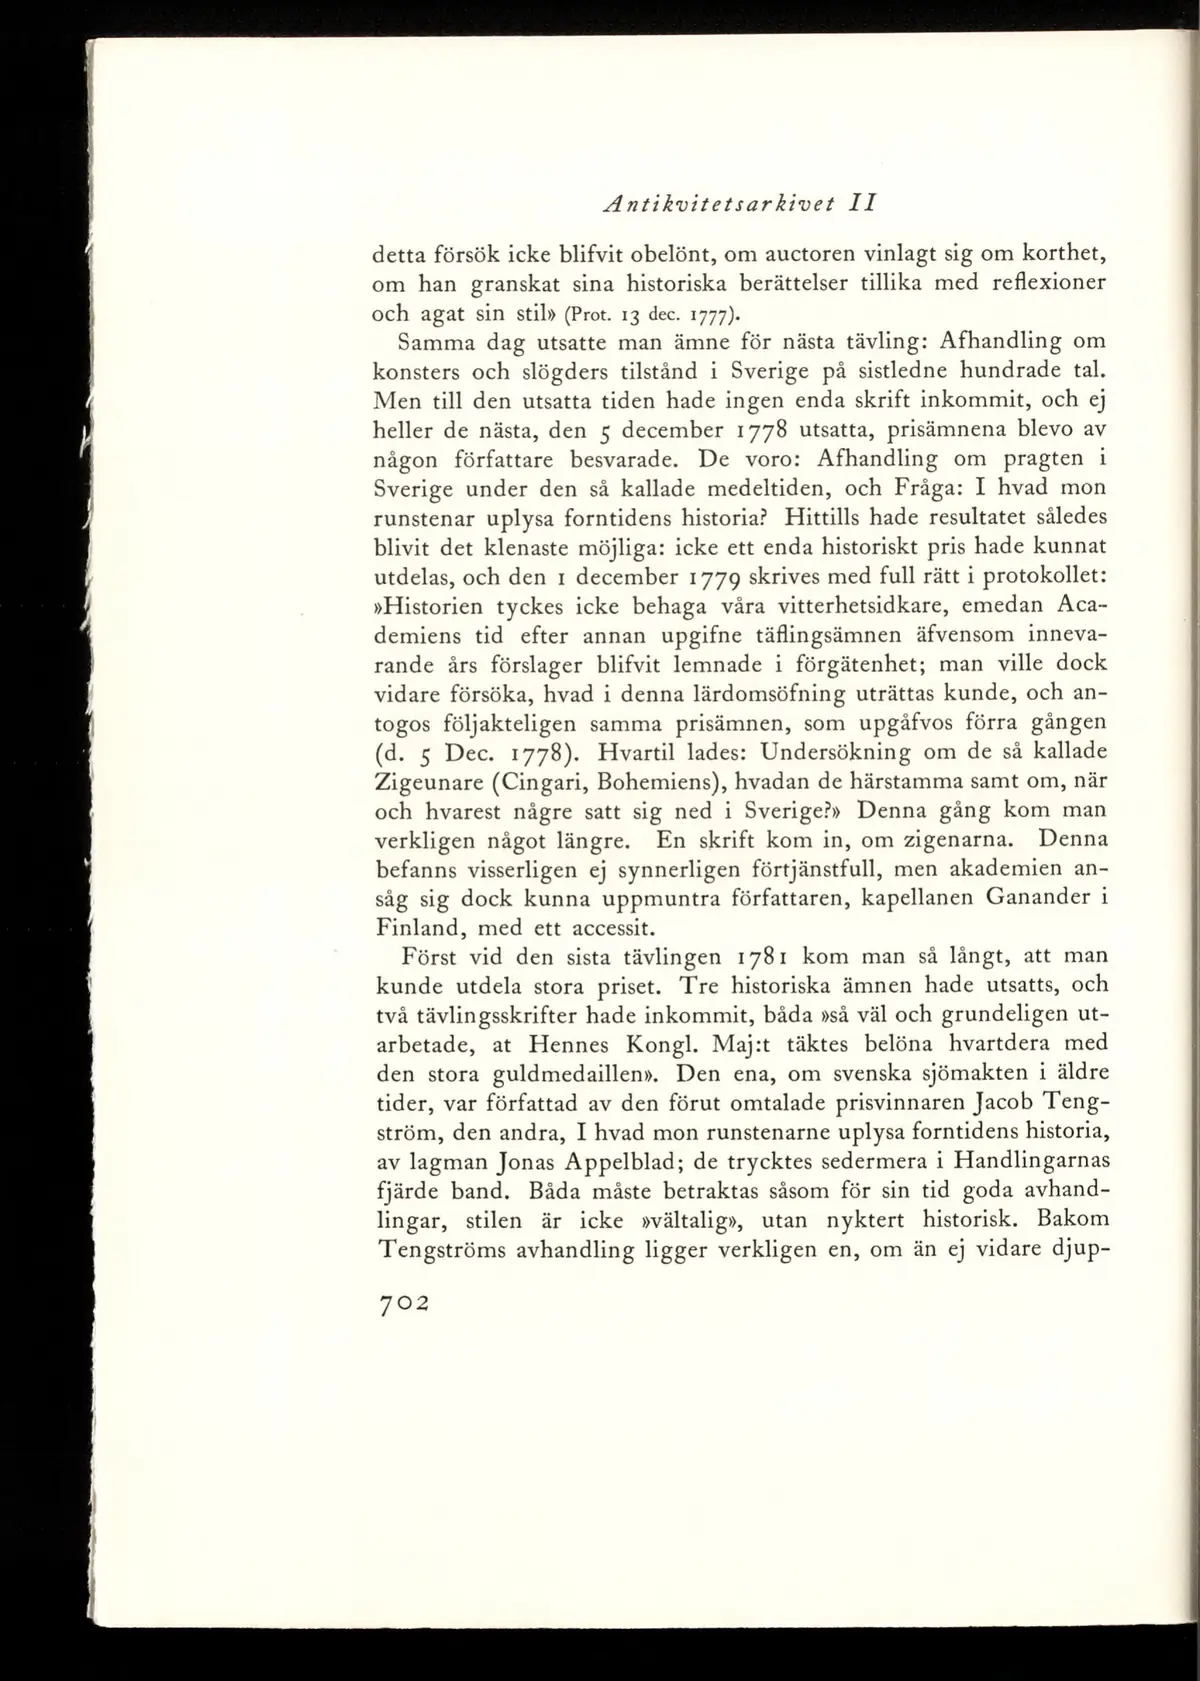 Antikvitetsarkivet II
detta försök icke blifvit obelönt, om auctoren vinlagt sig om korthet,
om han granskat sina historiska berättelser tillika med reflexioner
och agat sin stil» (Prot. 13 dec. 1777).
Samma dag utsatte man ämne för nästa tävling: Afhandling om
konsters och slögders tilstånd i Sverige på sistledne hundrade tal.
Men till den utsatta tiden hade ingen enda skrift inkommit, och ej
heller de nästa, den 5 december 1778 utsatta, prisämnena blevo av
någon författare besvarade. De voro: Afhandling om pragten i
Sverige under den så kallade medeltiden, och Fråga: I hvad mon
runstenar uplysa forntidens historia? Hittills hade resultatet således
blivit det klenaste möjliga: icke ett enda historiskt pris hade kunnat
utdelas, och den 1 december 1779 skrives med full rätt i protokollet:
»Historien tyckes icke behaga våra vitterhetsidkare, emedan Aca-
demiens tid efter annan upgifne täflingsämnen äfvensom inneva-
rande års förslager blifvit lemnade i förgätenhet; man ville dock
vidare försöka, hvad i denna lärdomsöfning uträttas kunde, och an-
togos följakteligen samma prisämnen, som upgåfvos förra gången
(d. 5 Dec. 1778). Hvartil lades: Undersökning om de så kallade
Zigeunare (Cingari, Bohemiens), hvadan de härstamma samt om, när
och hvarest någre satt sig ned i Sverige?» Denna gång kom man
verkligen något längre. En skrift kom in, om zigenarna. Denna
befanns visserligen ej synnerligen förtjänstfull, men akademien an-
såg sig dock kunna uppmuntra författaren, kapellanen Ganander i
Finland, med ett accessit.
Först vid den sista tävlingen 1781 kom man så långt, att man
kunde utdela stora priset. Tre historiska ämnen hade utsatts, och
två tävlingsskrifter hade inkommit, båda »så väl och grundeligen ut-
arbetade, at Hennes Kongl. Maj:t täktes belöna hvartdera med
den stora guldmedaillen». Den ena, om svenska sjömakten i äldre
tider, var författad av den förut omtalade prisvinnaren Jacob Teng-
ström, den andra, I hvad mon runstenarne uplysa forntidens historia,
av lagman Jonas Appelblad; de trycktes sedermera i Handlingarnas
fjärde band. Båda måste betraktas såsom för sin tid goda avhand-
lingar, stilen är icke »vältalig», utan nyktert historisk. Bakom
Tengströms avhandling ligger verkligen en, om än ej vidare djup-
702